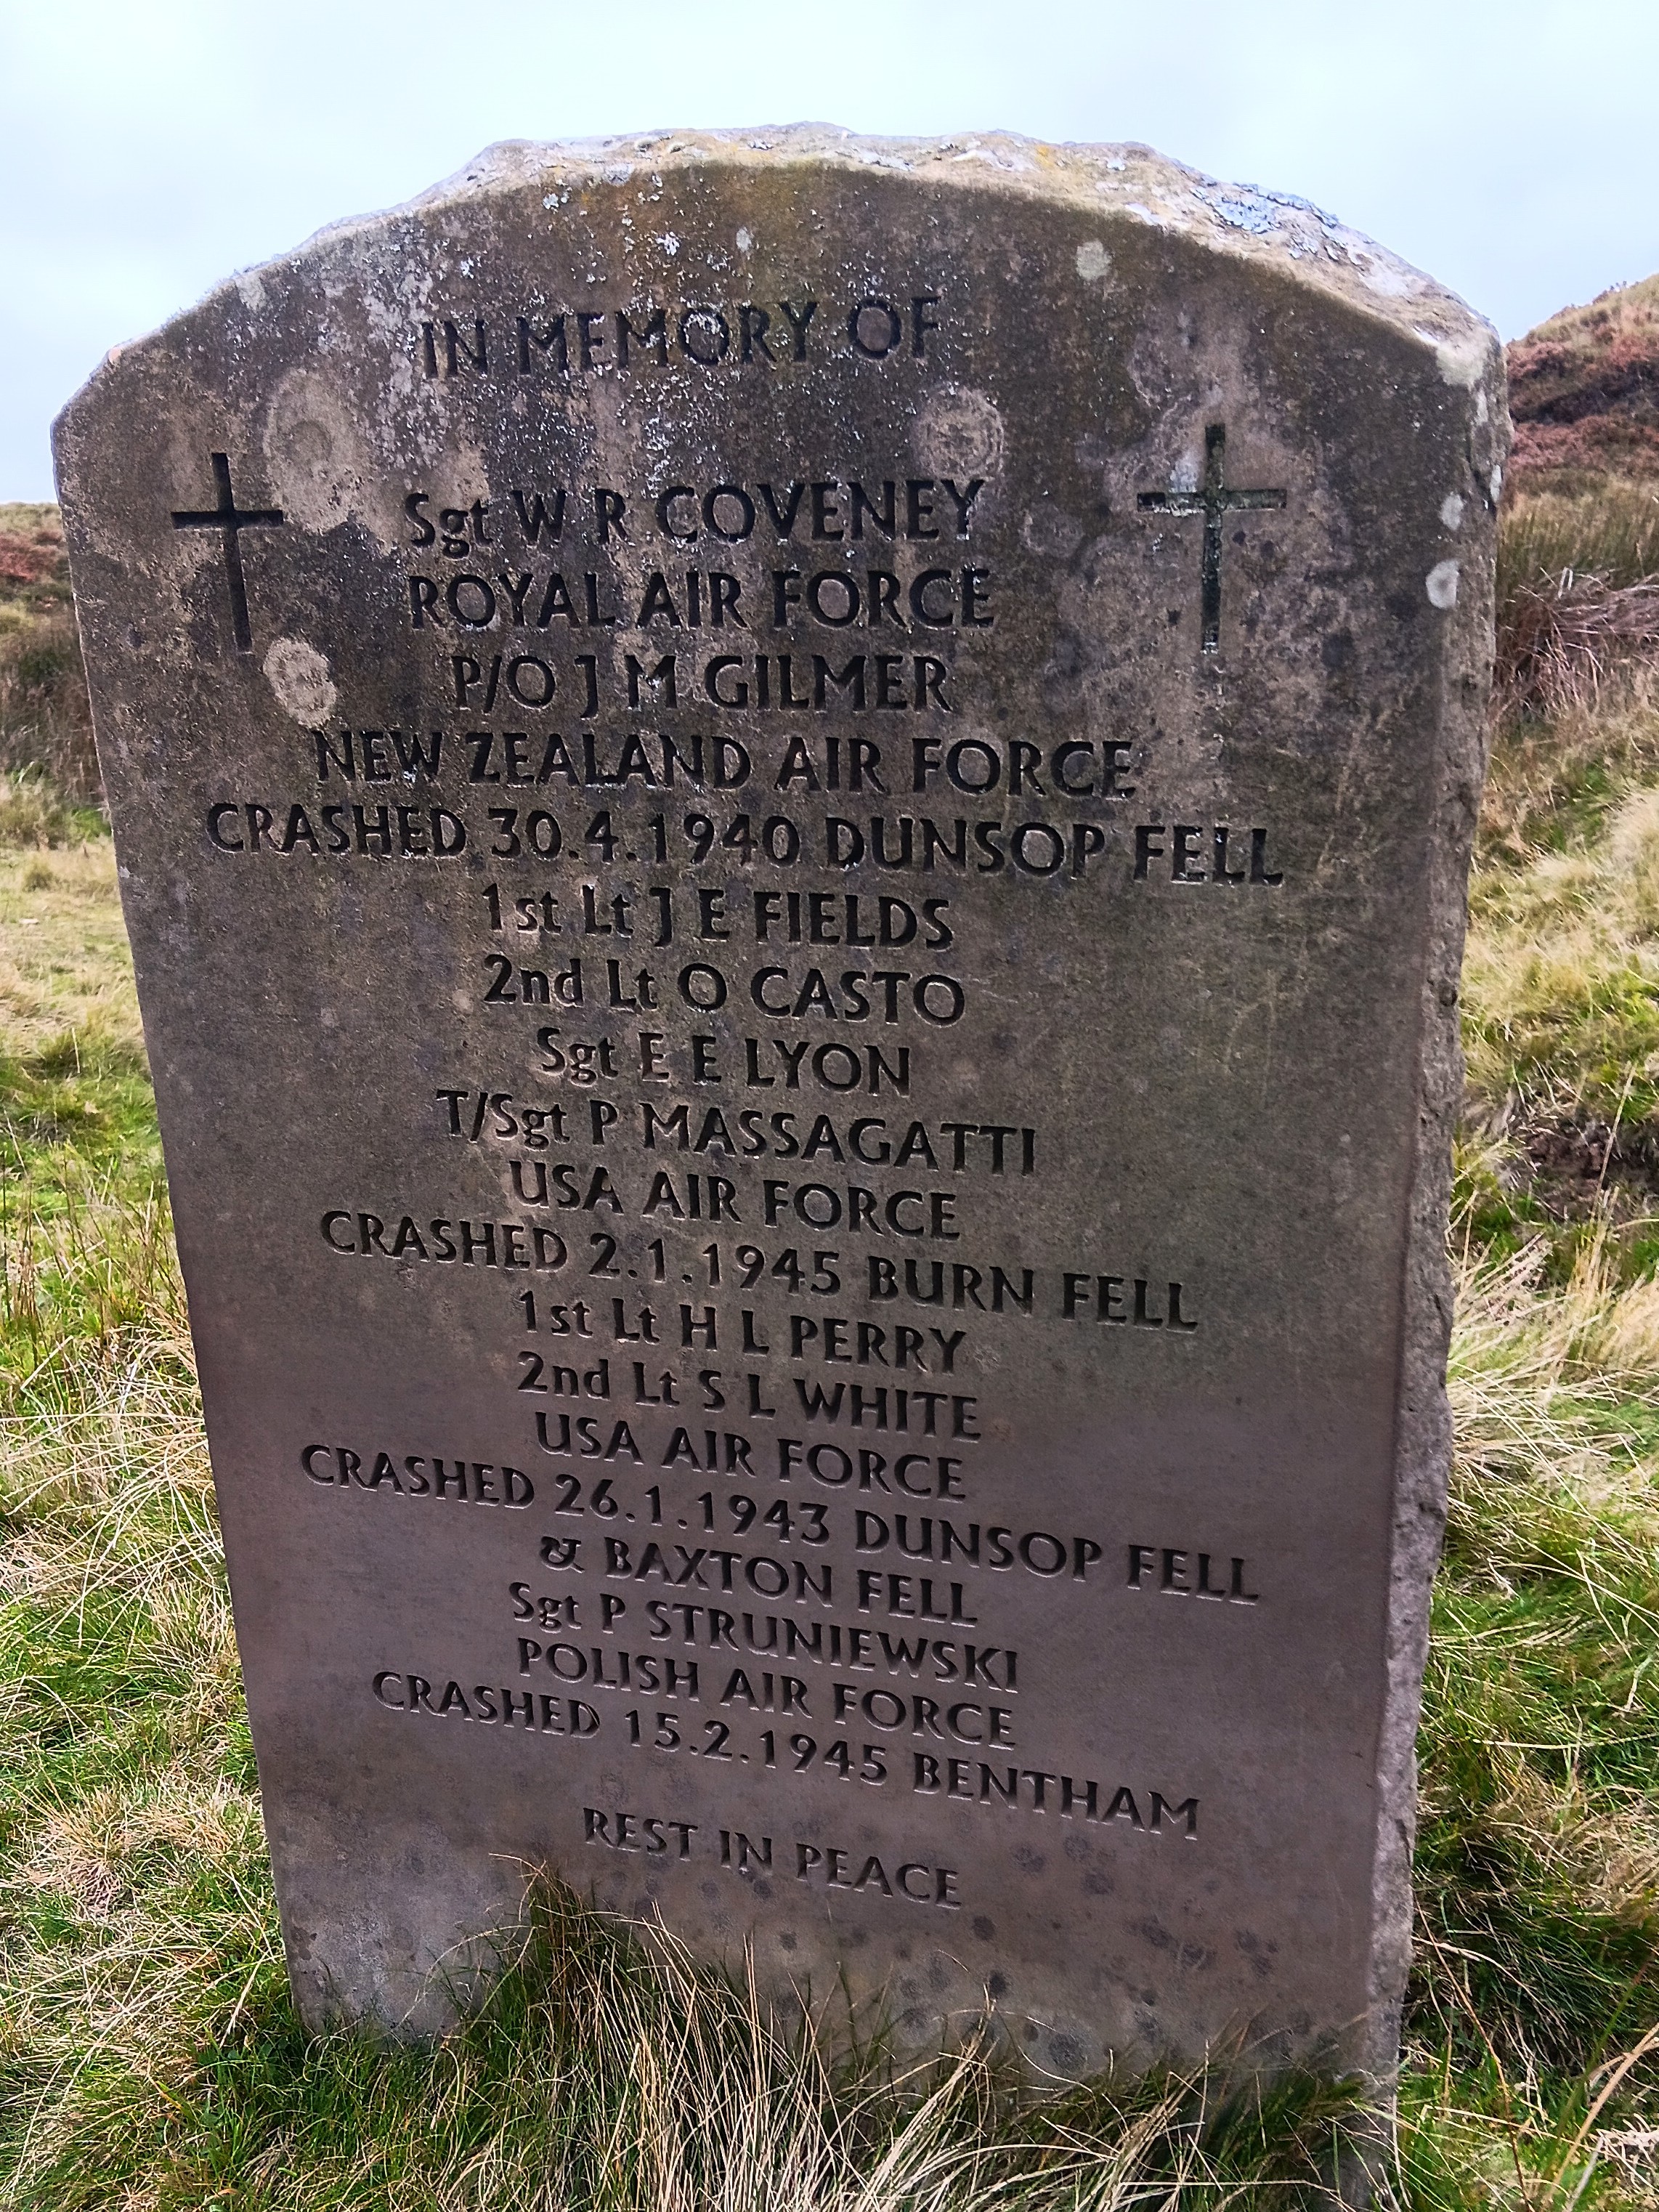 IN MEMORY OF
Sgt W R COVENEY
ROYAL AIR FORCE
P/O J M GILMER
NEW ZEALAND AIR FORCE
CRASHED 30.4.1940 DUNSOP FELL
1st Lt J E FIELDS
2nd Lt O CASTO
Sgt E E LYON
T/Sgt P MASSAGATTI
USA AIR FORCE
CRASHED 2.1.1945 BURN FELL
1st Lt H L PERRY
2nd Lt S L WHITE
USA AIR FORCE
CRASHED 26.1.1943 DUNSOP FELL
& BAXTON FELL
Sgt P STRUNIEWSKI
POLISH AIR FORCE
CRASHED 15.2.1945 BENTHAM
REST IN PEACE